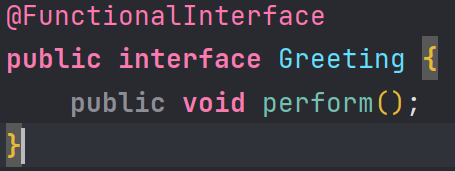 @FunctionalInterface
public interface Greeting {
    public void perform();
}